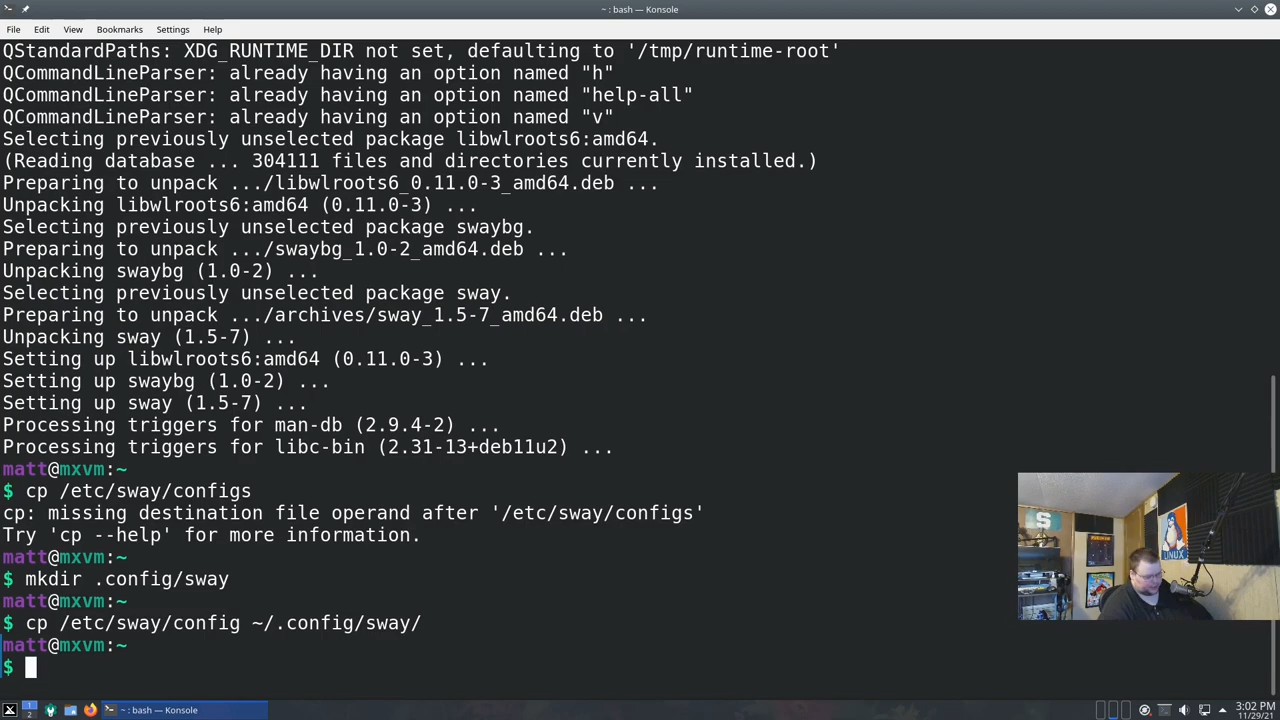 ~ : bash — Konsole
File Edit View Bookmarks Settings Help
QStandardPaths: XDG_RUNTIME_DIR not set, defaulting to '/tmp/runtime-root'
QCommandLineParser: already having an option named "h"
QCommandLineParser: already having an option named "help-all"
QCommandLineParser: already having an option named "v"
Selecting previously unselected package libwlroots6:amd64.
(Reading database ... 304111 files and directories currently installed.)
Preparing to unpack .../libwlroots6_0.11.0-3_amd64.deb ...
Unpacking libwlroots6:amd64 (0.11.0-3) ...
Selecting previously unselected package swaybg.
Preparing to unpack .../swaybg_1.0-2_amd64.deb ...
Unpacking swaybg (1.0-2) ...
Selecting previously unselected package sway.
Preparing to unpack .../archives/sway_1.5-7_amd64.deb ...
Unpacking sway (1.5-7) ...
Setting up libwlroots6:amd64 (0.11.0-3) ...
Setting up swaybg (1.0-2) ...
Setting up sway (1.5-7) ...
Processing triggers for man-db (2.9.4-2) ...
Processing triggers for libc-bin (2.31-13+deb11u2) ...
matt@mxvm:~
$ cp /etc/sway/configs
cp: missing destination file operand after '/etc/sway/configs'
Try 'cp --help' for more information.
matt@mxvm:~
$ mkdir .config/sway
matt@mxvm:~
$ cp /etc/sway/config ~/.config/sway/
matt@mxvm:~
$
S
LINUX
1
2
~ : bash — Konsole
3:02 PM
11/29/21